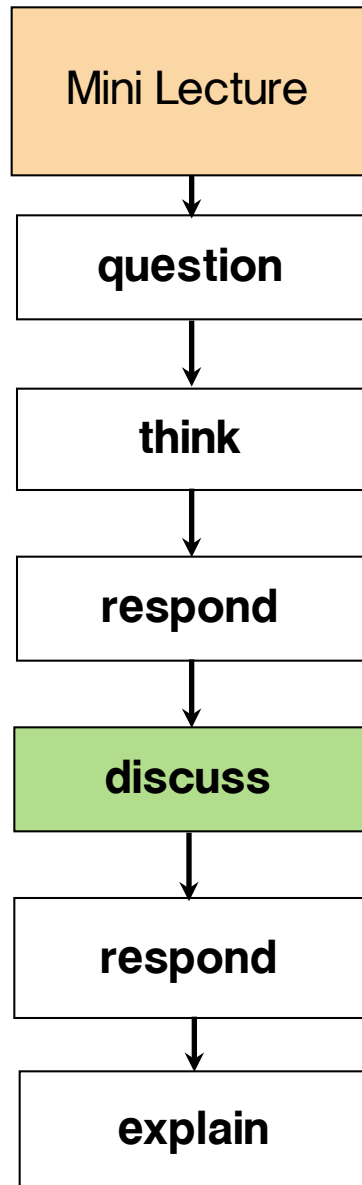 Mini Lecture
question
think
respond
discuss
respond
explain